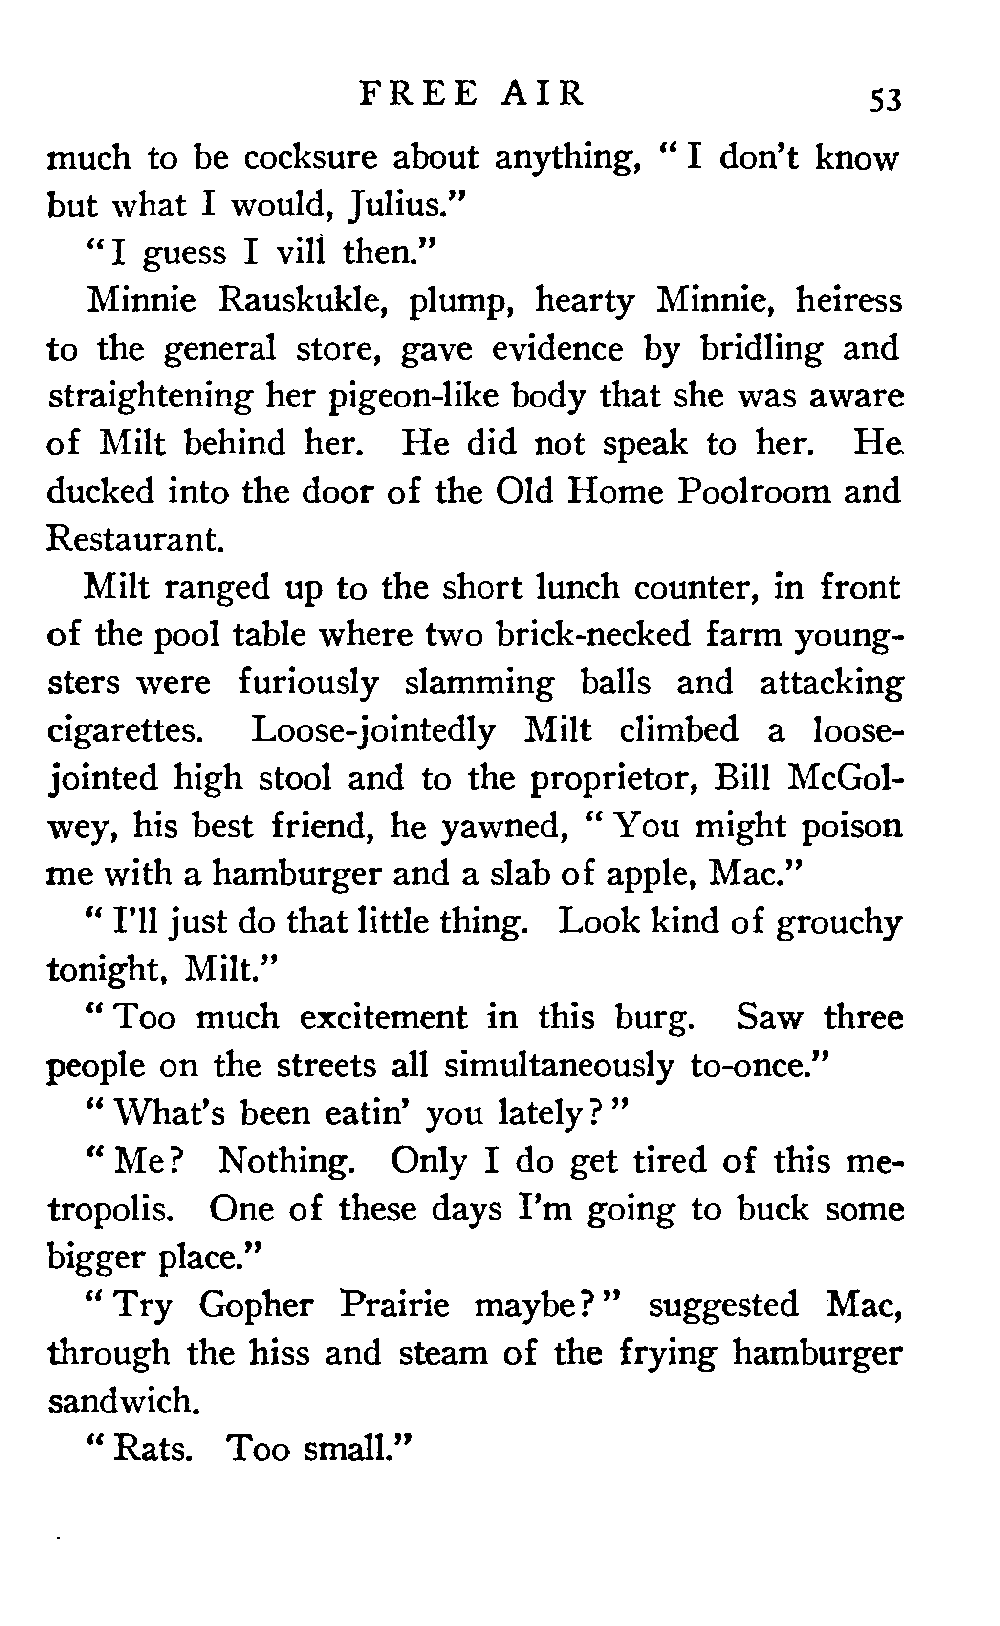 FREE AIR 53
much to be cocksure about anything, “ I don’t know
but what I would, Julius.”
“ I guess I vill then.”
Minnie Rauskukle, plump, hearty Minnie, heiress
to the general store, gave evidence by bridling and
straightening her pigeon-like body that she was aware
of Milt behind her. He did not speak to her. He
ducked into the door of the Old Home Poolroom and
Restaurant.
Milt ranged up to the short lunch counter, in front
of the pool table where two brick-necked farm young-
sters were furiously slamming balls and attacking
cigarettes. Loose-jointedly Milt climbed a loose-
jointed high stool and to the proprietor, Bill McGol-
wey, his best friend, he yawned, “ You might poison
me with a hamburger and a slab of apple, Mac.”
“ I’ll just do that little thing. Look kind of grouchy
tonight, Milt.”
“ Too much excitement in this burg. Saw three
people on the streets all simultaneously to-once.”
“ What’s been eatin’ you lately? ”
“ Me? Nothing. Only I do get tired of this me-
tropolis. One of these days I’m going to buck some
bigger place.”
“ Try Gopher Prairie maybe? ” suggested Mac,
through the hiss and steam of the frying hamburger
sandwich.
“ Rats. Too small.”